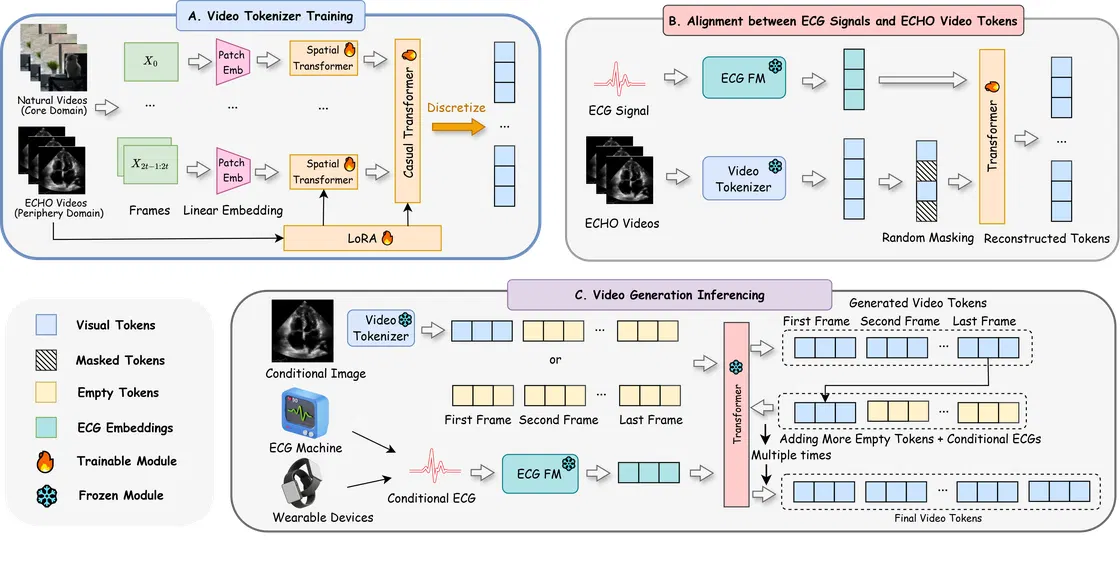 A. Video Tokenizer Training
Natural Videos
(Core Domain)
X0
Patch
Emb
Spatial
Transformer
...
...
...
ECHO Videos
(Periphery Domain)
X2t−1:2t
Patch
Emb
Spatial
Transformer
Frames
Linear Embedding
Casual Transformer
LoRA
Discretize
...
B. Alignment between ECG Signals and ECHO Video Tokens
ECG Signal
ECG FM
ECHO Videos
Video
Tokenizer
Random Masking
Transformer
...
Reconstructed Tokens
Visual Tokens
Masked Tokens
Empty Tokens
ECG Embeddings
Trainable Module
Frozen Module
C. Video Generation Inferencing
Conditional Image
Video
Tokenizer
...
or
...
First Frame
Second Frame
Last Frame
ECG Machine
Wearable Devices
Conditional ECG
ECG FM
Transformer
Generated Video Tokens
First Frame
Second Frame
Last Frame
...
...
Adding More Empty Tokens + Conditional ECGs
Multiple times
...
Final Video Tokens